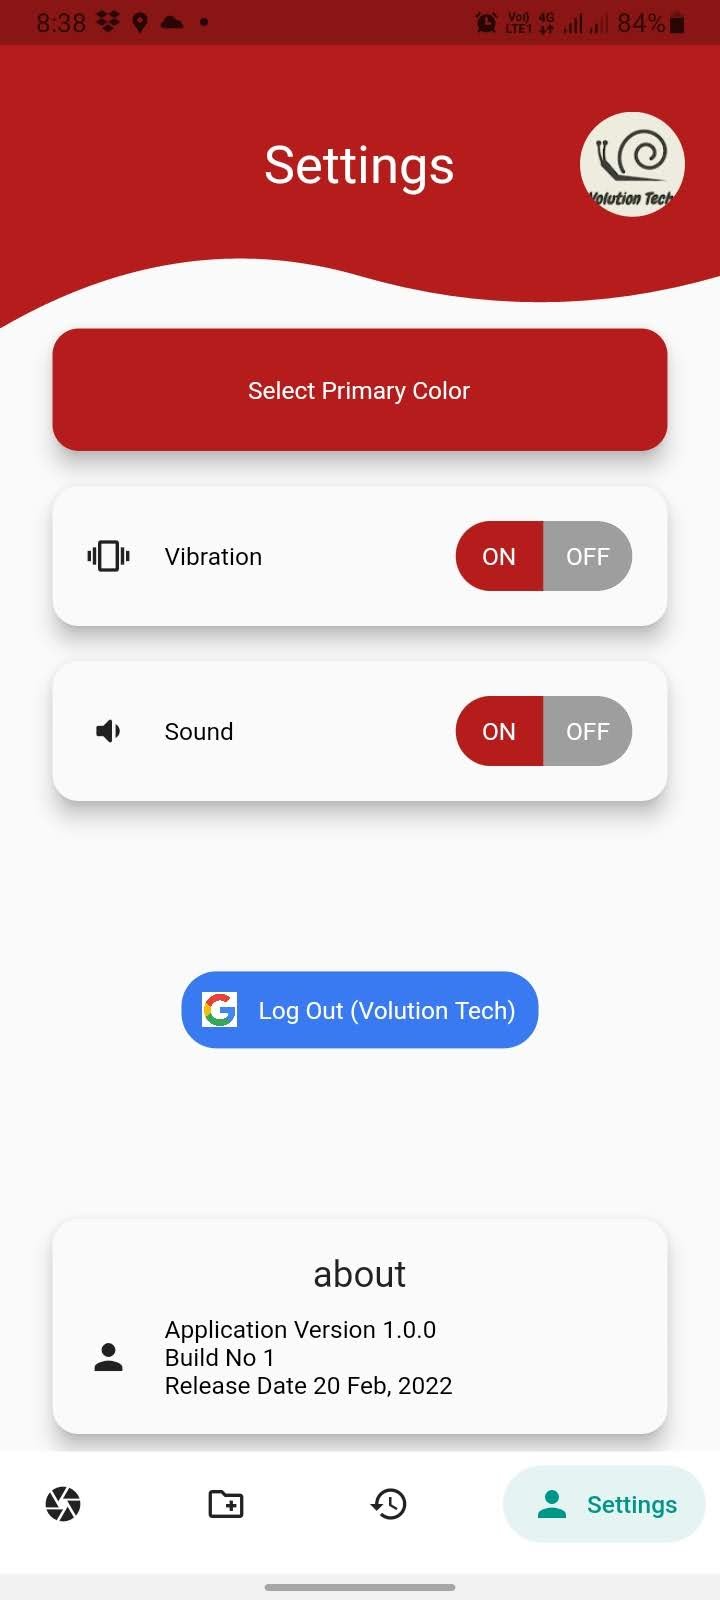 8:38
Vo)) 4G 84%
LTE1
Settings
Volution Tech
Select Primary Color
Vibration ON OFF
Sound ON OFF
Log Out (Volution Tech)
about
Application Version 1.0.0
Build No 1
Release Date 20 Feb, 2022
Settings